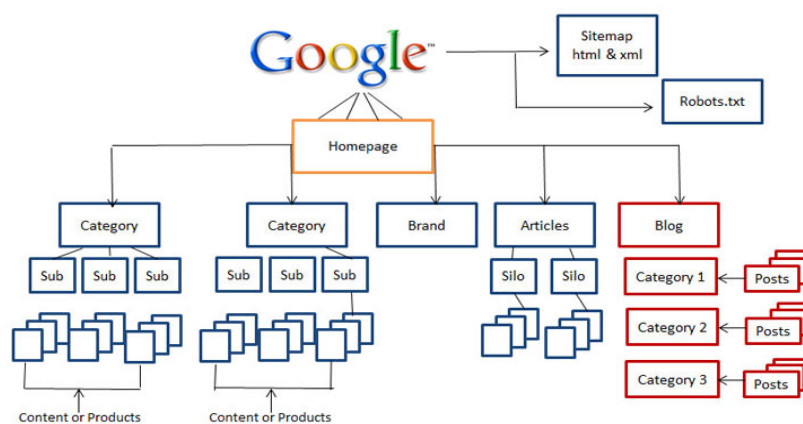 Google™
Sitemap
html & xml
Robots.txt
Homepage
Category
Category
Brand
Articles
Blog
Sub
Sub
Sub
Sub
Sub
Sub
Silo
Silo
Category 1
Posts
Category 2
Posts
Category 3
Posts
Content or Products
Content or Products